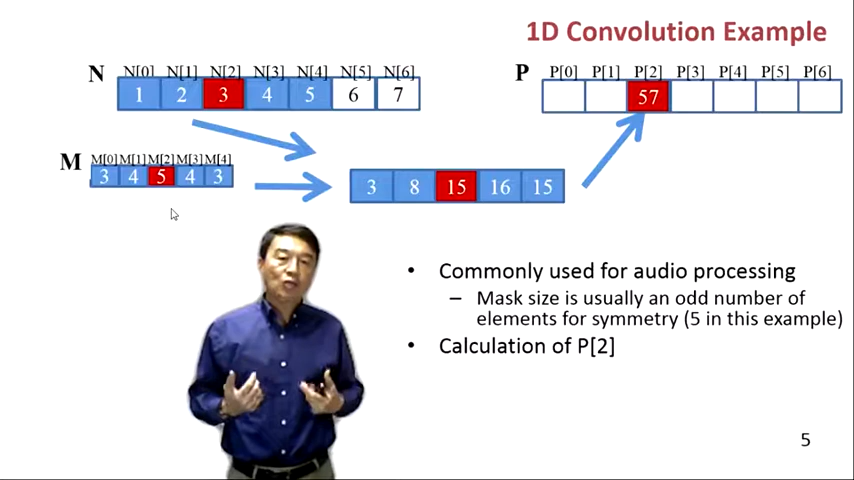 1D Convolution Example
N
N[0] N[1] N[2] N[3] N[4] N[5] N[6]
1 2 3 4 5 6 7
P
P[0] P[1] P[2] P[3] P[4] P[5] P[6]
57
M
M[0] M[1] M[2] M[3] M[4]
3 4 5 4 3
3 8 15 16 15
• Commonly used for audio processing
– Mask size is usually an odd number of
elements for symmetry (5 in this example)
• Calculation of P[2]
5